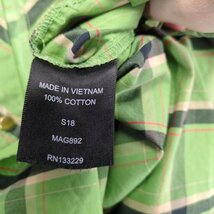 MADE IN VIETNAM
100% COTTON
S18
MAG892
RN133229